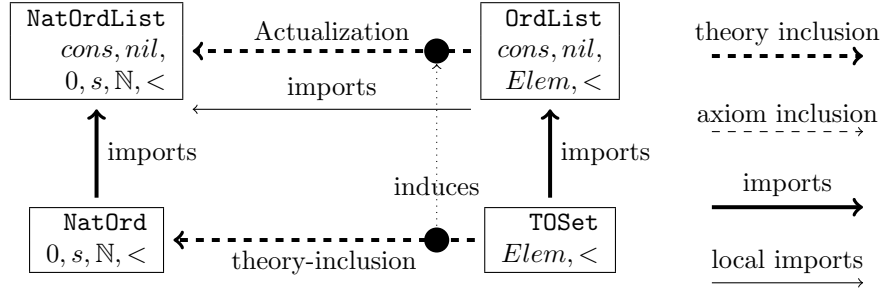 NatOrdList
cons, nil,
0, s, ℕ, <
Actualization
imports
OrdList
cons, nil,
Elem, <
theory inclusion
axiom inclusion
imports
local imports
imports
induces
imports
NatOrd
0, s, ℕ, <
theory-inclusion
TOSet
Elem, <